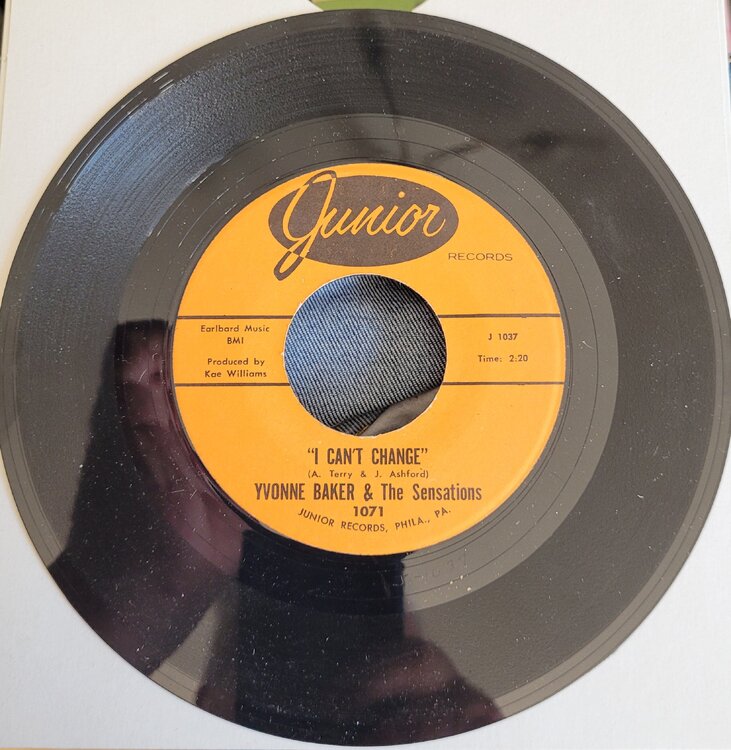 Junior
RECORDS
Earlbard Music
BMI
Produced by
Kae Williams
J 1037
Time: 2:20
"I CAN'T CHANGE"
(A. Terry & J. Ashford)
YVONNE BAKER & The Sensations
1071
JUNIOR RECORDS, PHILA., PA.